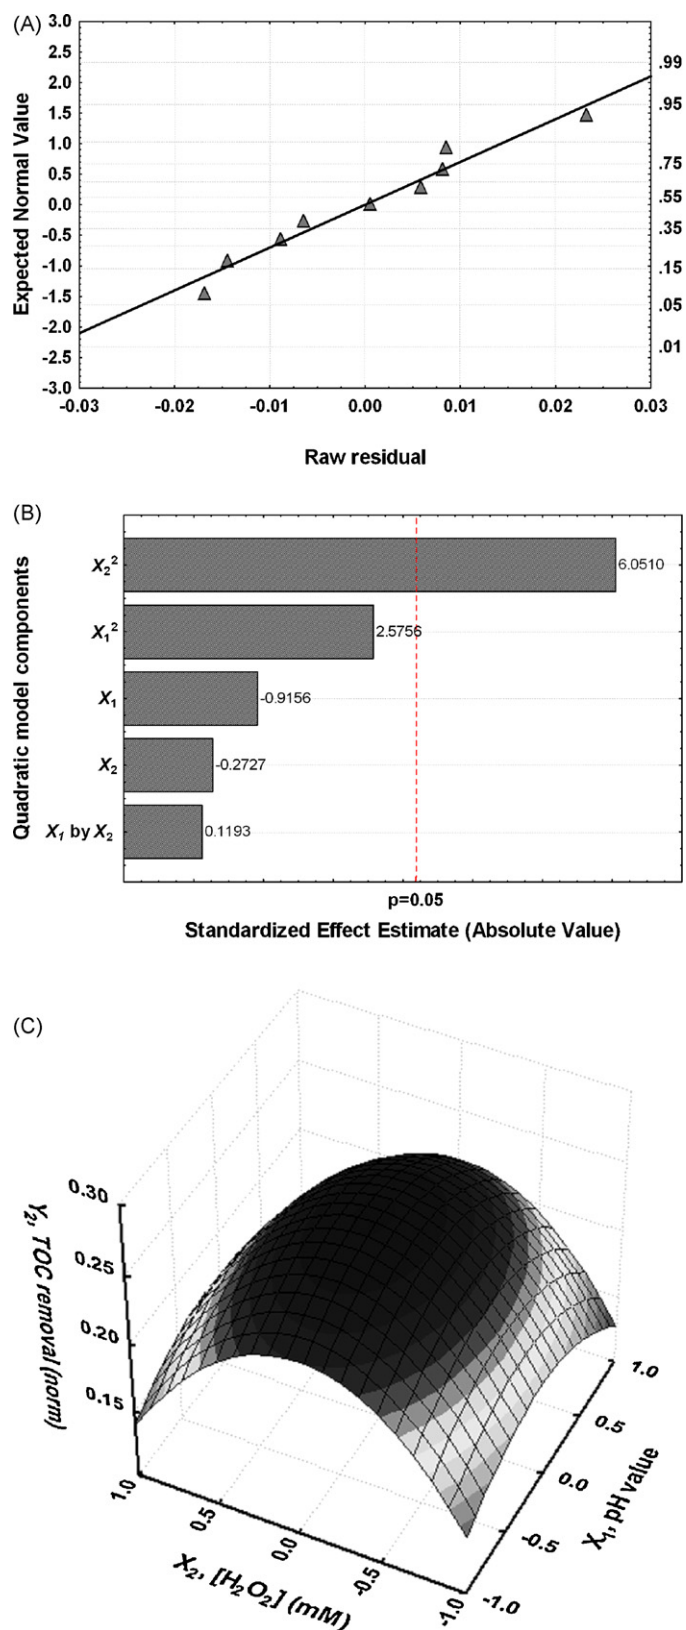 (A)
3.0
2.5
2.0
1.5
1.0
0.5
0.0
-0.5
-1.0
-1.5
-2.0
-2.5
-3.0
Expected Normal Value
.99
.95
.75
.55
.35
.15
.05
.01
-0.03 -0.02 -0.01 0.00 0.01 0.02 0.03
Raw residual
(B)
Quadratic model components
X₂² 6.0510
X₁² 2.5756
X₁ -0.9156
X₂ -0.2727
X₁ by X₂ 0.1193
p=0.05
Standardized Effect Estimate (Absolute Value)
(C)
0.30
0.25
0.20
0.15
Y₂, TOC removal (norm)
1.0 0.5 0.0 -0.5 -1.0
X₂, [H₂O₂] (mM)
1.0
0.5
0.0
-0.5
-1.0
X₁, pH value